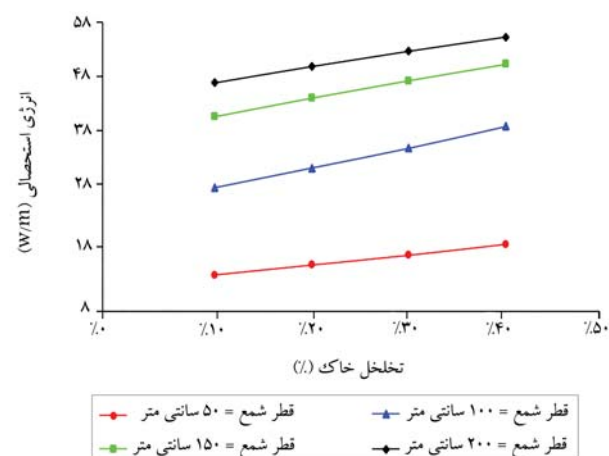 ۵۸
۴۸
۳۸
۲۸
۱۸
۸
انرژی استحصالی (W/m)
٪۰ ٪۱۰ ٪۲۰ ٪۳۰ ٪۴۰ ٪۵۰
تخلخل خاک (٪)
قطر شمع = ۱۰۰ سانتی متر قطر شمع = ۵۰ سانتی متر
قطر شمع = ۲۰۰ سانتی متر قطر شمع = ۱۵۰ سانتی متر